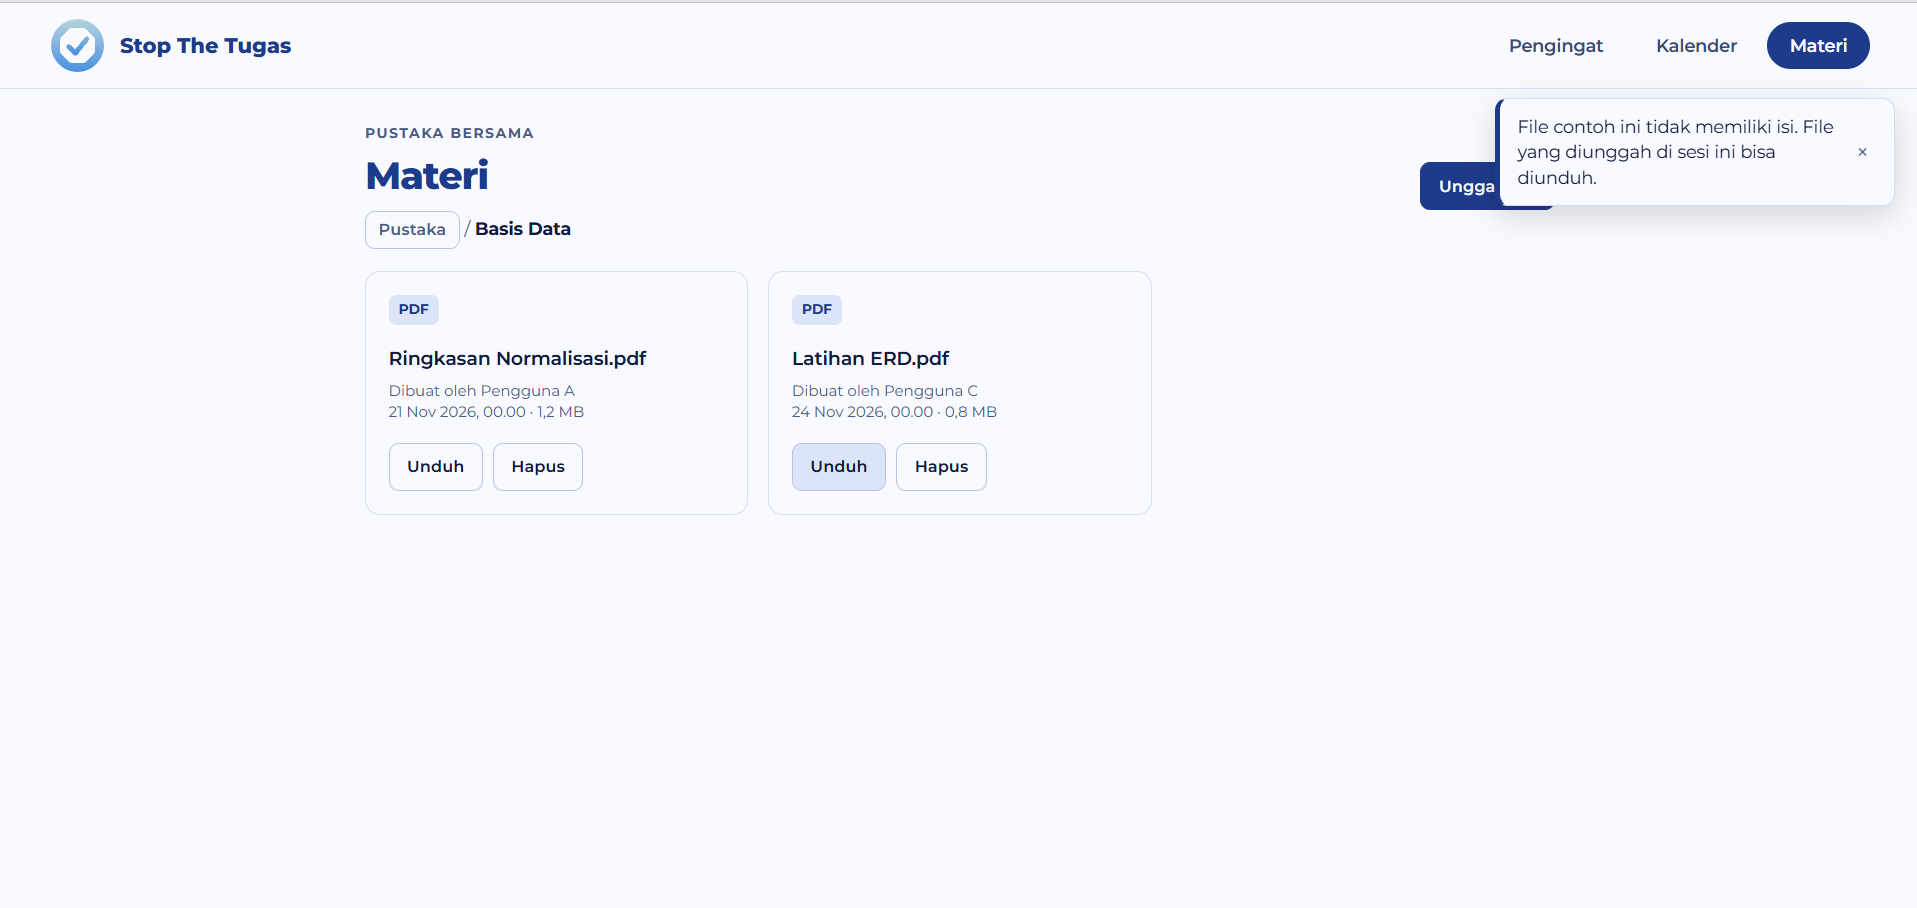 Stop The Tugas
Pengingat
Kalender
Materi
File contoh ini tidak memiliki isi. File
yang diunggah di sesi ini bisa
diunduh.
×
PUSTAKA BERSAMA
Materi
Ungga
Pustaka / Basis Data
PDF
Ringkasan Normalisasi.pdf
Dibuat oleh Pengguna A
21 Nov 2026, 00.00 · 1,2 MB
Unduh
Hapus
PDF
Latihan ERD.pdf
Dibuat oleh Pengguna C
24 Nov 2026, 00.00 · 0,8 MB
Unduh
Hapus